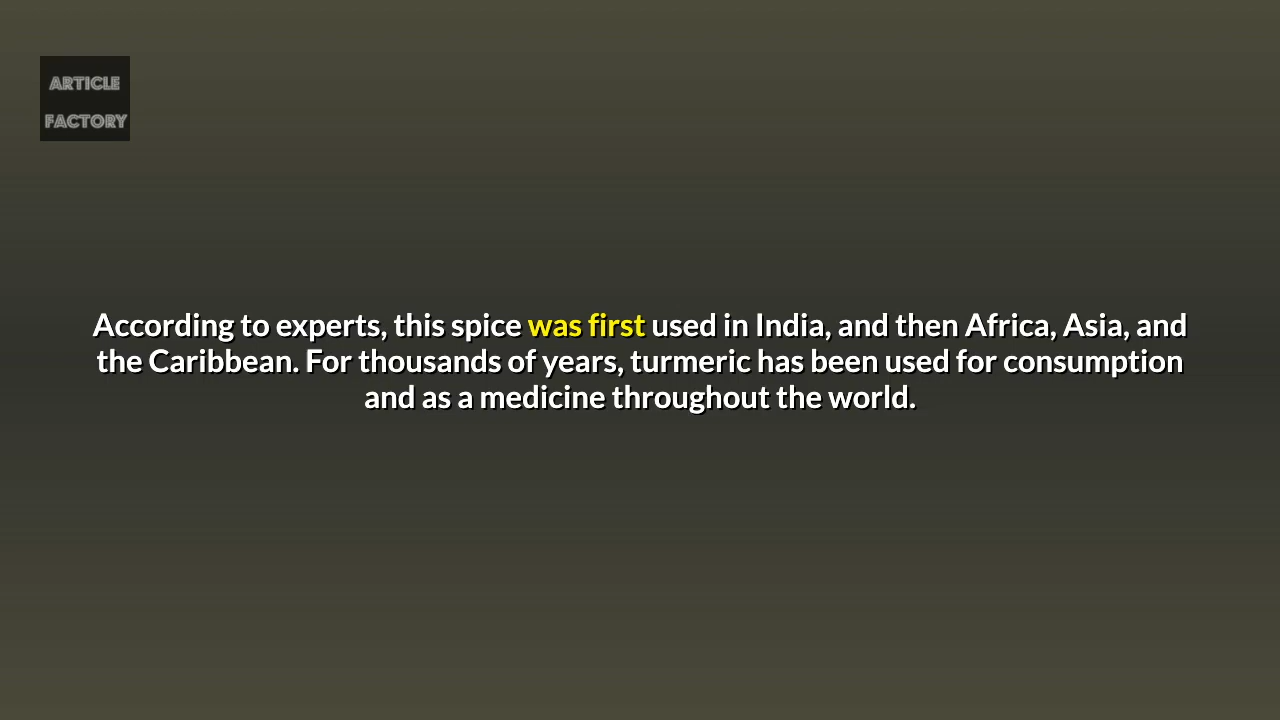 ARTICLE
FACTORY
According to experts, this spice was first used in India, and then Africa, Asia, and
the Caribbean. For thousands of years, turmeric has been used for consumption
and as a medicine throughout the world.